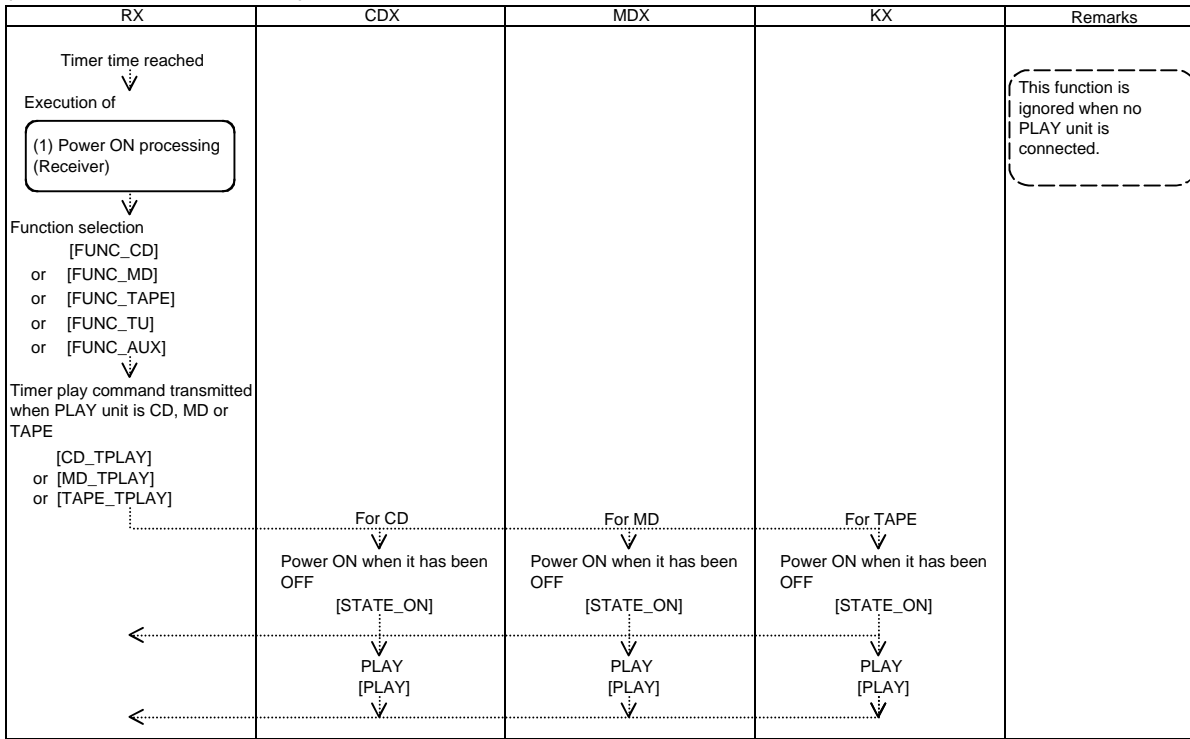 RX CDX MDX KX Remarks
Timer time reached
Execution of
(1) Power ON processing
(Receiver)
Function selection
[FUNC_CD]
or [FUNC_MD]
or [FUNC_TAPE]
or [FUNC_TU]
or [FUNC_AUX]
Timer play command transmitted
when PLAY unit is CD, MD or
TAPE
[CD_TPLAY]
or [MD_TPLAY]
or [TAPE_TPLAY]
For CD
Power ON when it has been
OFF
[STATE_ON]
PLAY
[PLAY]
For MD
Power ON when it has been
OFF
[STATE_ON]
PLAY
[PLAY]
For TAPE
Power ON when it has been
OFF
[STATE_ON]
PLAY
[PLAY]
This function is
ignored when no
PLAY unit is
connected.